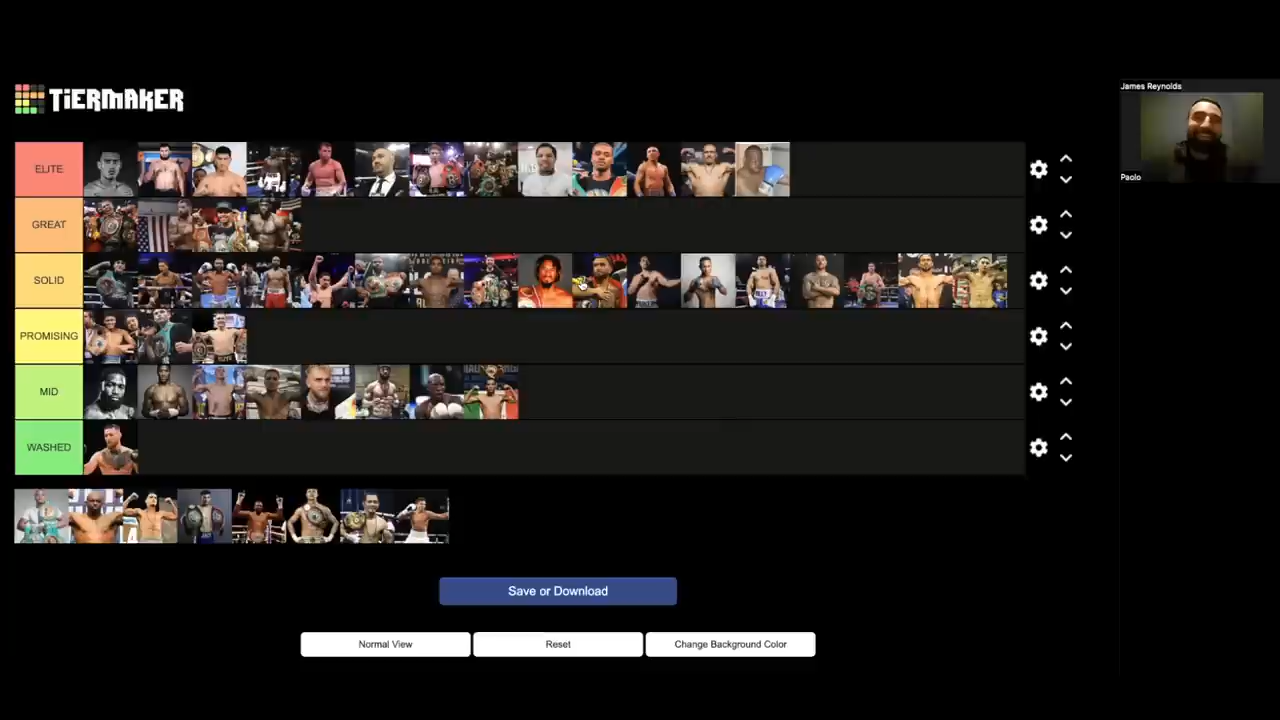 TIERMAKER
James Reynolds
ELITE
Paolo
GREAT
SOLID
PROMISING
MID
WASHED
Save or Download
Normal View
Reset
Change Background Color